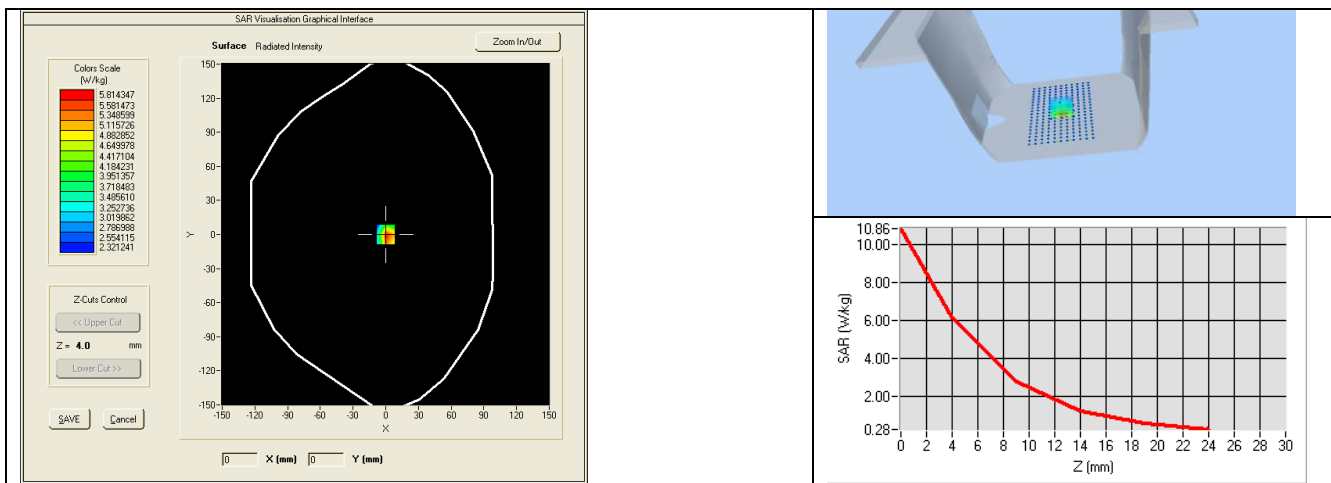 SAR Visualisation Graphical Interface
Surface Radiated Intensity
Zoom In/Out
Colors Scale
(W/kg)
5.814347
5.581473
5.348599
5.115726
4.882852
4.649978
4.417104
4.184231
3.951357
3.718483
3.485610
3.252736
3.019862
2.786988
2.554115
2.321241
Z-Cuts Control
<< Upper Cut
Z = 4.0 mm
Lower Cut >>
SAVE Cancel
150-
120-
90-
60-
30-
0-
-30-
-60-
-90-
-120-
-150-
Y
-150 -120 -90 -60 -30 0 30 60 90 120 150
X
0 X (mm) 0 Y (mm)
10.86
10.00
8.00
6.00
4.00
2.00
0.28
SAR (W/kg)
0 2 4 6 8 10 12 14 16 18 20 22 24 26 28 30
Z (mm)